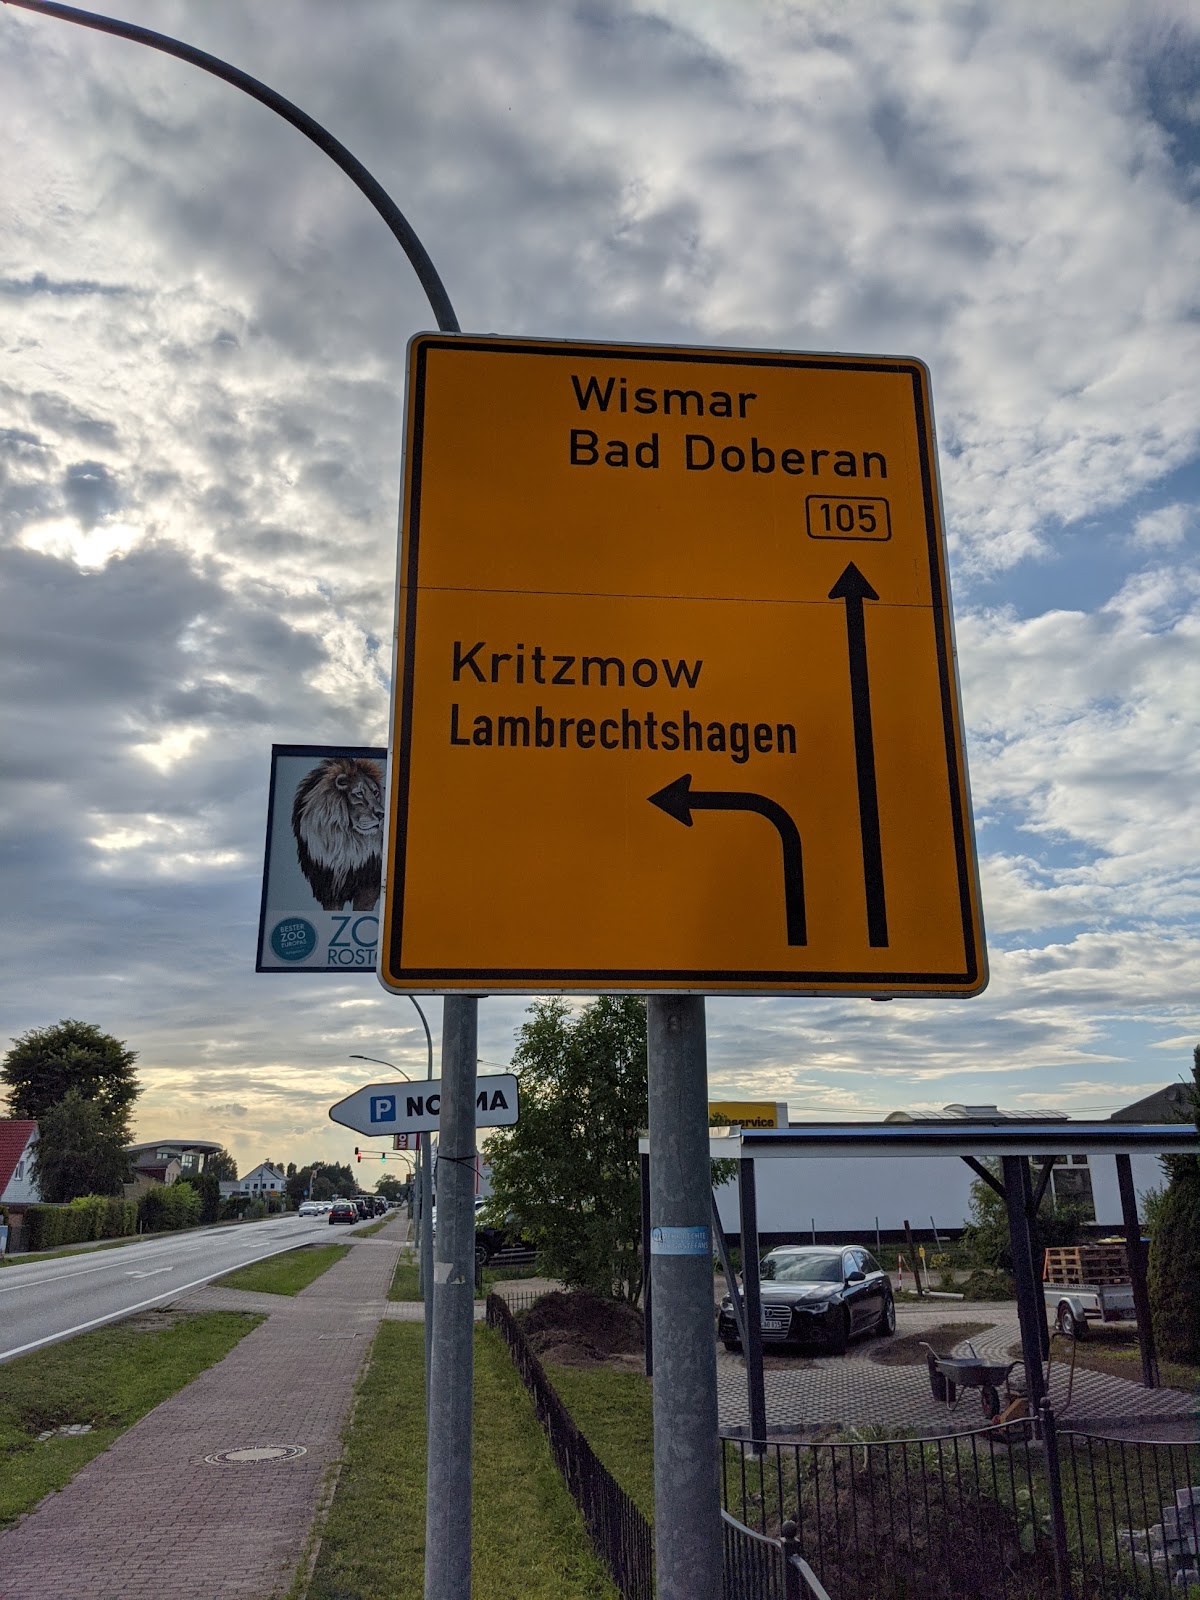 Wismar
Bad Doberan
105
Kritzmow
Lambrechtshagen
BESTER
ZOO
EUROPAS
ZO
ROST
P NO MA